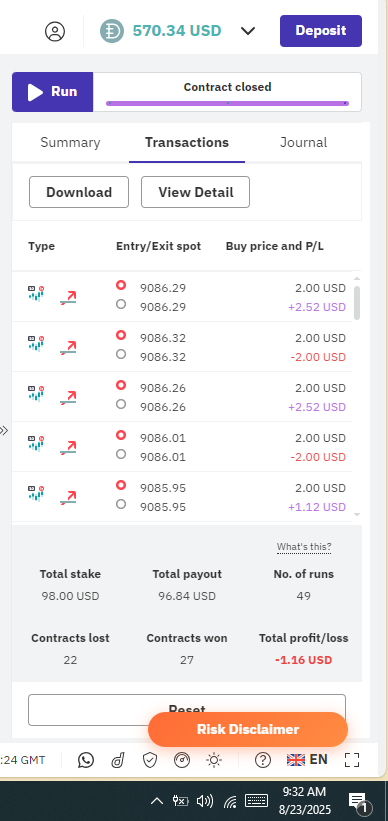 570.34 USD
Deposit
Run
Contract closed
Summary
Transactions
Journal
Download
View Detail
Type
Entry/Exit spot
Buy price and P/L
9086.29
2.00 USD
9086.29
+2.52 USD
9086.32
2.00 USD
9086.32
-2.00 USD
9086.26
2.00 USD
9086.26
+2.52 USD
9086.01
2.00 USD
9086.01
-2.00 USD
9085.95
2.00 USD
9085.95
+1.12 USD
What's this?
Total stake
Total payout
No. of runs
98.00 USD
96.84 USD
49
Contracts lost
Contracts won
Total profit/loss
22
27
-1.16 USD
Reset
Risk Disclaimer
:24 GMT
EN
9:32 AM
8/23/2025
1